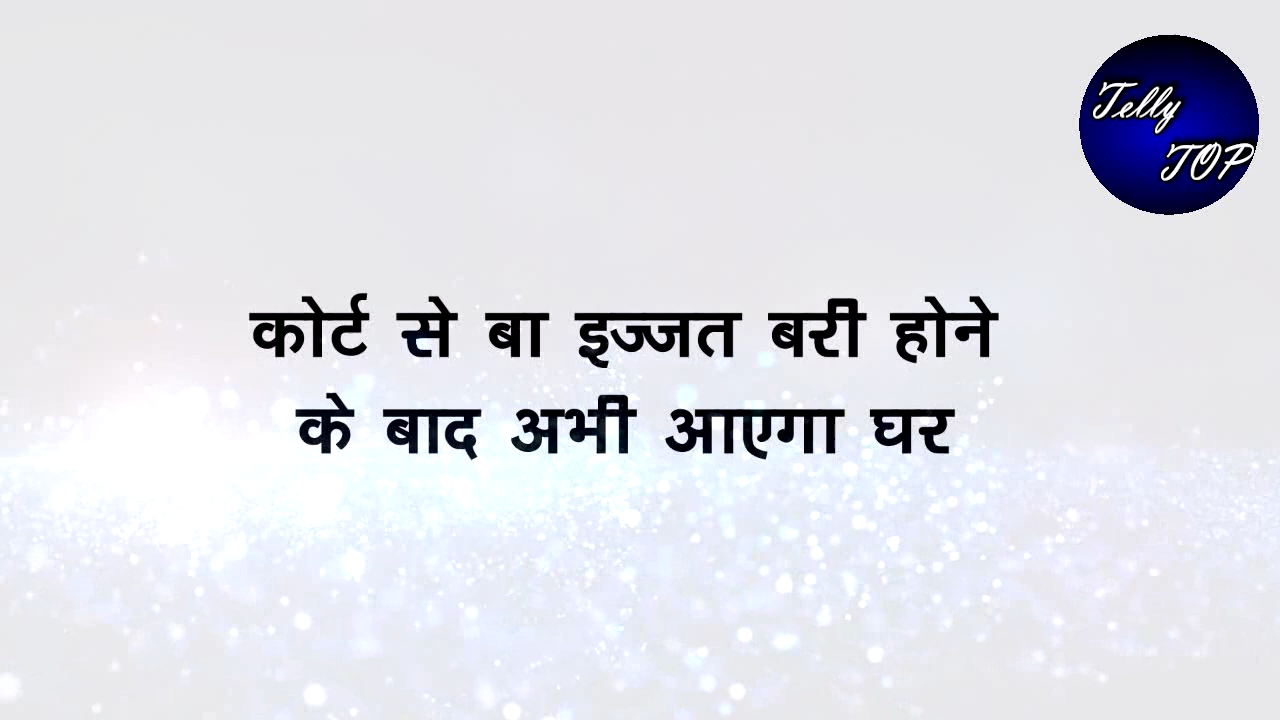 Telly
TOP
कोर्ट से बा इज्जत बरी होने
के बाद अभी आएगा घर